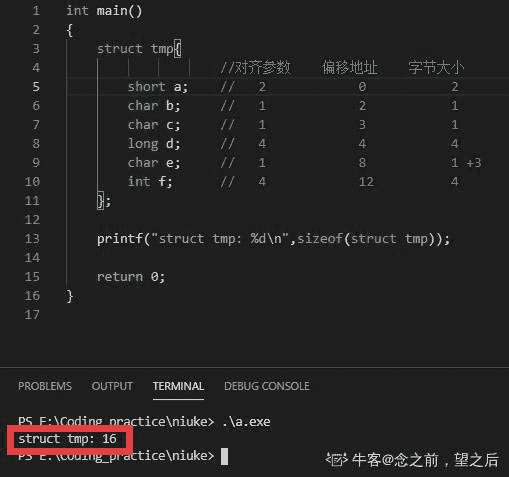 1 int main()
2 {
3 struct tmp{
4 //对齐参数 偏移地址 字节大小
5 short a; // 2 0 2
6 char b; // 1 2 1
7 char c; // 1 3 1
8 long d; // 4 4 4
9 char e; // 1 8 1 +3
10 int f; // 4 12 4
11 };
12
13 printf("struct tmp: %d\n",sizeof(struct tmp));
14
15 return 0;
16 }
17
PROBLEMS OUTPUT TERMINAL DEBUG CONSOLE
PS E:\Coding_practice\niuke> .\a.exe
struct tmp: 16
PS E:\Coding_practice\niuke>
牛客@念之前，望之后